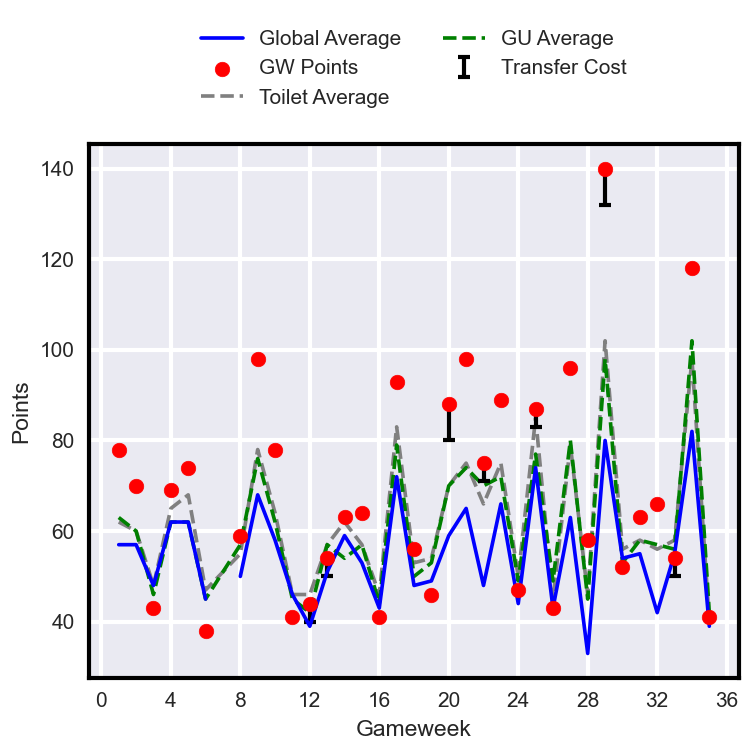 Global Average
GW Points
Toilet Average
GU Average
Transfer Cost
140
120
100
80
60
40
Points
0 4 8 12 16 20 24 28 32 36
Gameweek